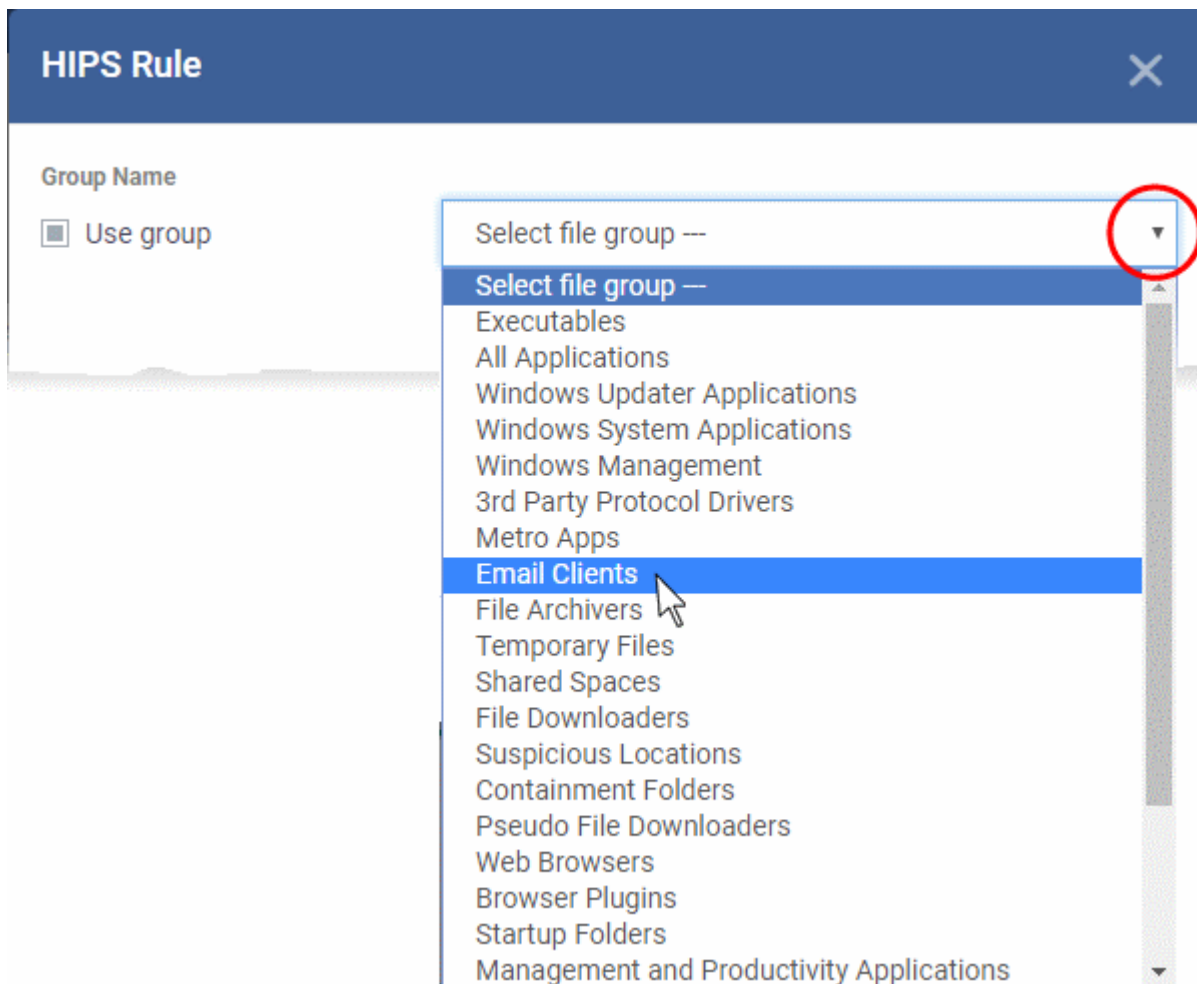 HIPS Rule
Group Name
Use group
Select file group ---
Select file group ---
Executables
All Applications
Windows Updater Applications
Windows System Applications
Windows Management
3rd Party Protocol Drivers
Metro Apps
Email Clients
File Archivers
Temporary Files
Shared Spaces
File Downloaders
Suspicious Locations
Containment Folders
Pseudo File Downloaders
Web Browsers
Browser Plugins
Startup Folders
Management and Productivity Applications